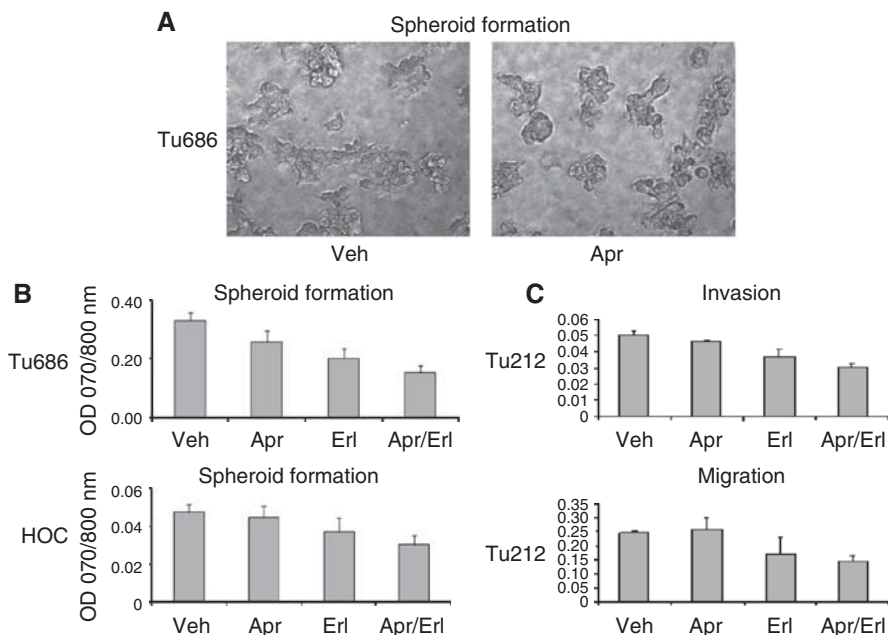 A
Spheroid formation
Tu686
Veh
Apr
B
Spheroid formation
Tu686
OD 070/800 nm
0.40
0.20
0.00
Veh Apr Erl Apr/Erl
Spheroid formation
HOC
OD 070/800 nm
0.06
0.04
0.02
0
Veh Apr Erl Apr/Erl
C
Invasion
Tu212
0.06
0.05
0.04
0.03
0.02
0.01
0
Veh Apr Erl Apr/Erl
Migration
Tu212
0.35
0.25
0.20
0.15
0.10
0.05
0
Veh Apr Erl Apr/Erl